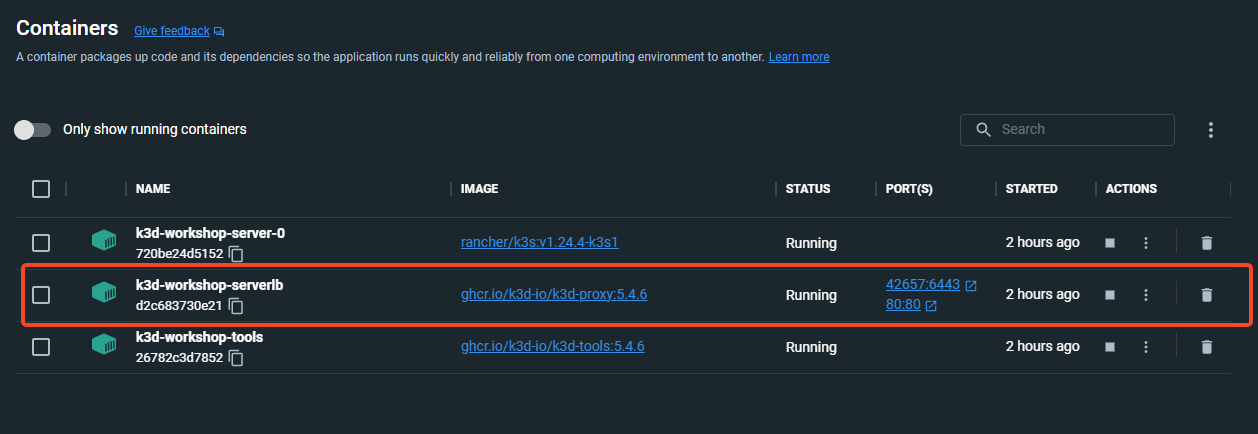 Containers Give feedback
A container packages up code and its dependencies so the application runs quickly and reliably from one computing environment to another. Learn more
Only show running containers Search
NAME IMAGE STATUS PORT(S) STARTED ACTIONS
k3d-workshop-server-0
720be24d5152 rancher/k3s:v1.24.4-k3s1 Running 2 hours ago
k3d-workshop-serverlb 42657:6443
d2c683730e21 ghcr.io/k3d-io/k3d-proxy:5.4.6 Running 80:80 2 hours ago
k3d-workshop-tools
26782c3d7852 ghcr.io/k3d-io/k3d-tools:5.4.6 Running 2 hours ago